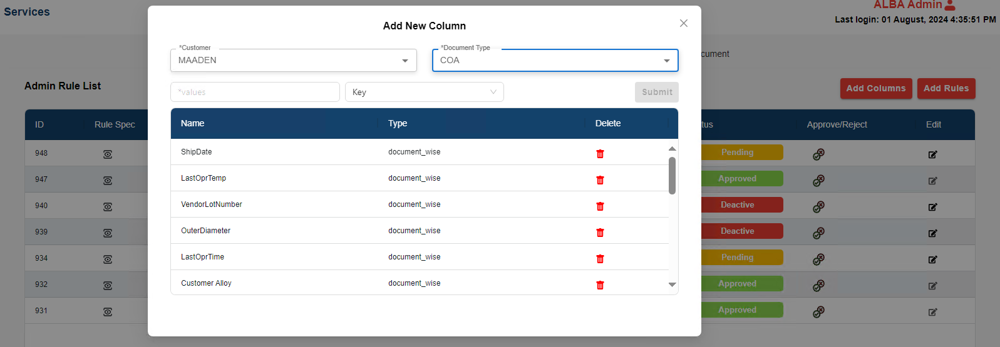 Services
ALBA Admin
Last login: 01 August, 2024 4:35:51 PM
Add New Column
*Customer
MAADEN
*Document Type
COA
cument
Admin Rule List
*values
Key
Submit
Add Columns
Add Rules
ID
Rule Spec
Name
Type
Delete
tus
Approve/Reject
Edit
948
ShipDate
document_wise
Pending
947
LastOprTemp
document_wise
Approved
940
VendorLotNumber
document_wise
Deactive
939
OuterDiameter
document_wise
Deactive
934
LastOprTime
document_wise
Pending
932
Customer Alloy
document_wise
Approved
931
Approved